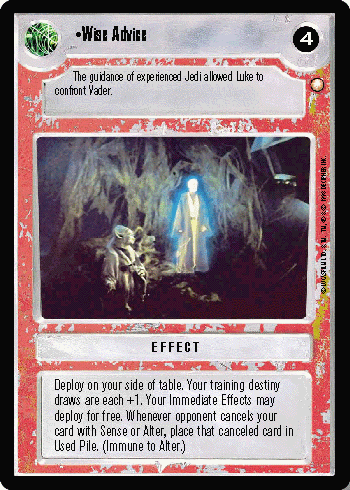 •Wise Advice
4
The guidance of experienced Jedi allowed Luke to
confront Vader.
EFFECT
Deploy on your side of table. Your training destiny
draws are each +1. Your Immediate Effects may
deploy for free. Whenever opponent cancels your
card with Sense or Alter, place that canceled card in
Used Pile. (Immune to Alter.)